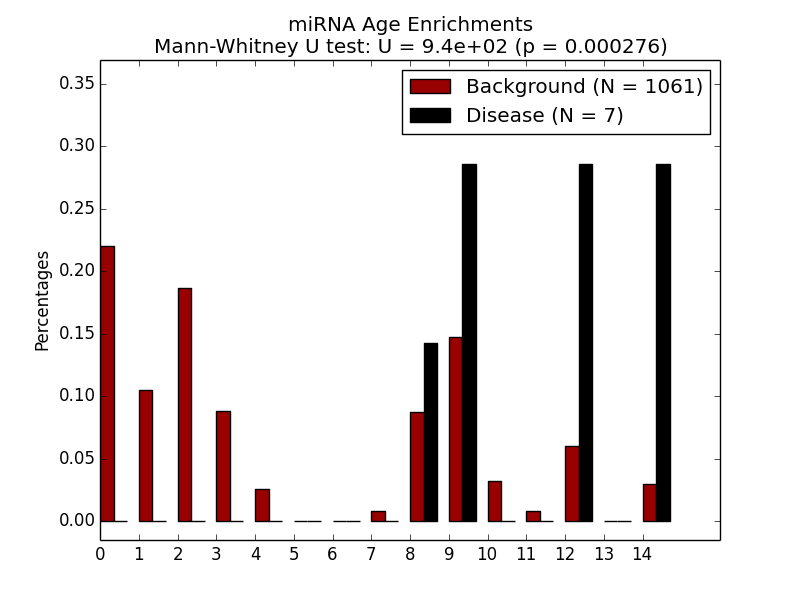 miRNA Age Enrichments
Mann-Whitney U test: U = 9.4e+02 (p = 0.000276)
Background (N = 1061)
Disease (N = 7)
Percentages
0.35
0.30
0.25
0.20
0.15
0.10
0.05
0.00
0 1 2 3 4 5 6 7 8 9 10 11 12 13 14